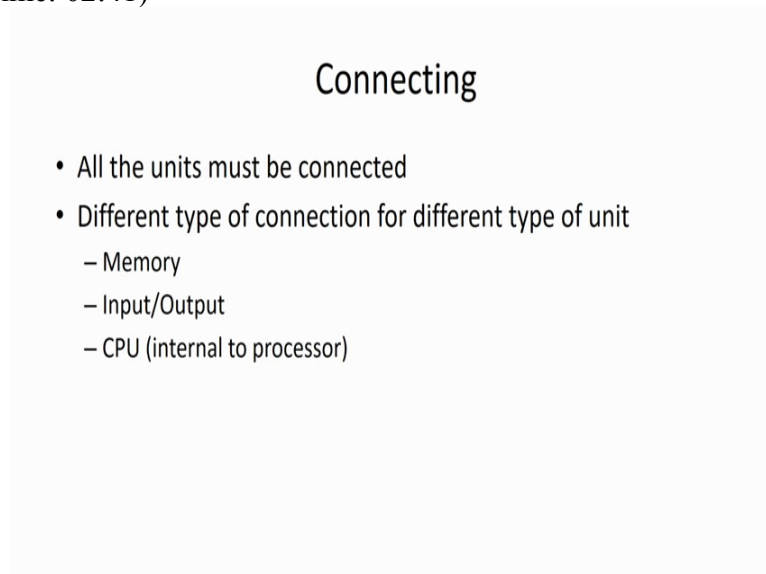 Connecting
• All the units must be connected
• Different type of connection for different type of unit
– Memory
– Input/Output
– CPU (internal to processor)